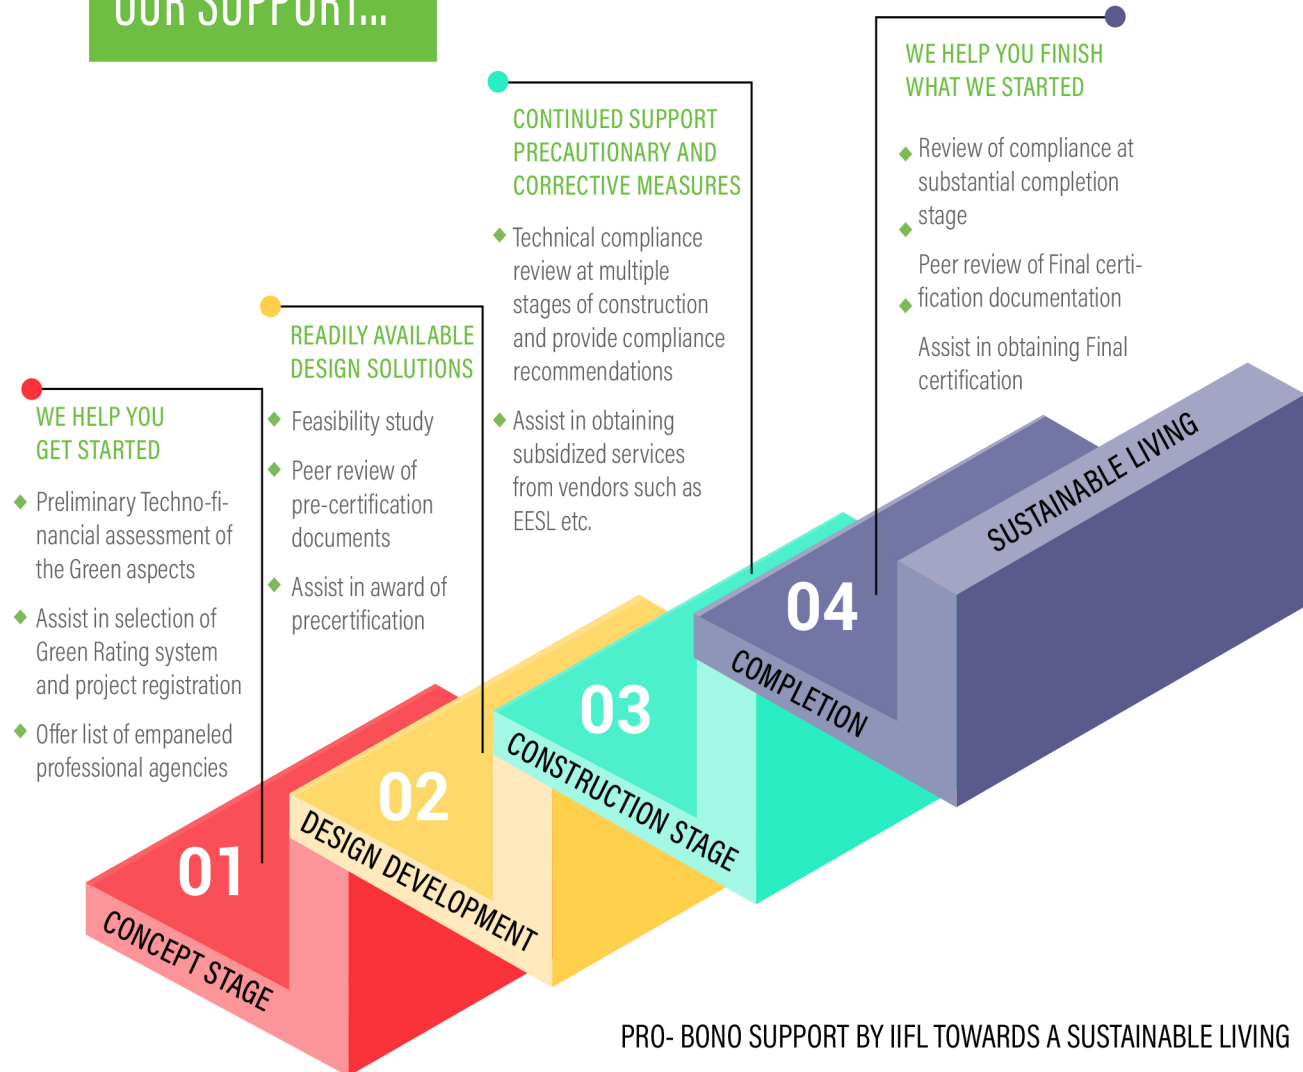 OUR SUPPORT...
WE HELP YOU
GET STARTED
Preliminary Techno-fi-
nancial assessment of
the Green aspects
Assist in selection of
Green Rating system
and project registration
Offer list of empaneled
professional agencies
READILY AVAILABLE
DESIGN SOLUTIONS
Feasibility study
Peer review of
pre-certification
documents
Assist in award of
precertification
CONTINUED SUPPORT
PRECAUTIONARY AND
CORRECTIVE MEASURES
Technical compliance
review at multiple
stages of construction
and provide compliance
recommendations
Assist in obtaining
subsidized services
from vendors such as
EESL etc.
WE HELP YOU FINISH
WHAT WE STARTED
Review of compliance at
substantial completion
stage
Peer review of Final certi-
fication documentation
Assist in obtaining Final
certification
01
CONCEPT STAGE
02
DESIGN DEVELOPMENT
03
CONSTRUCTION STAGE
04
COMPLETION
SUSTAINABLE LIVING
PRO- BONO SUPPORT BY IIFL TOWARDS A SUSTAINABLE LIVING